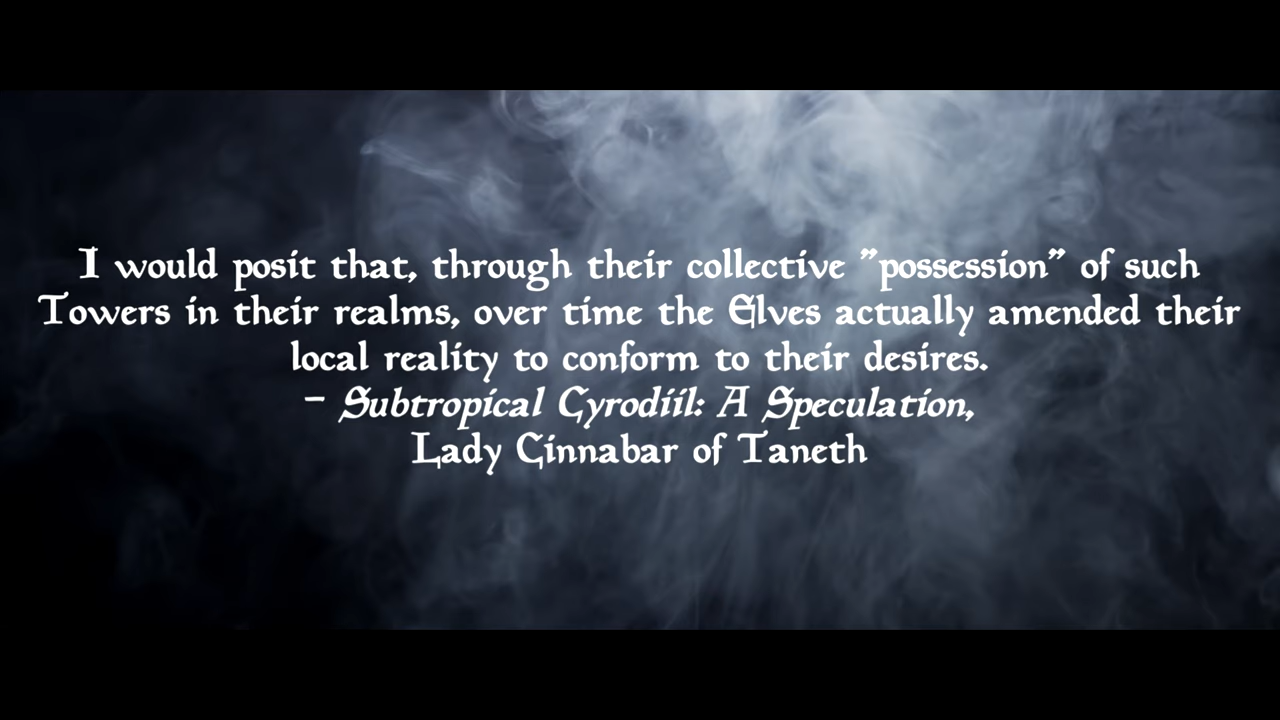 I would posit that, through their collective "possession" of such
Towers in their realms, over time the Elves actually amended their
local reality to conform to their desires.
– Subtropical Cyrodiil: A Speculation,
Lady Cinnabar of Taneth